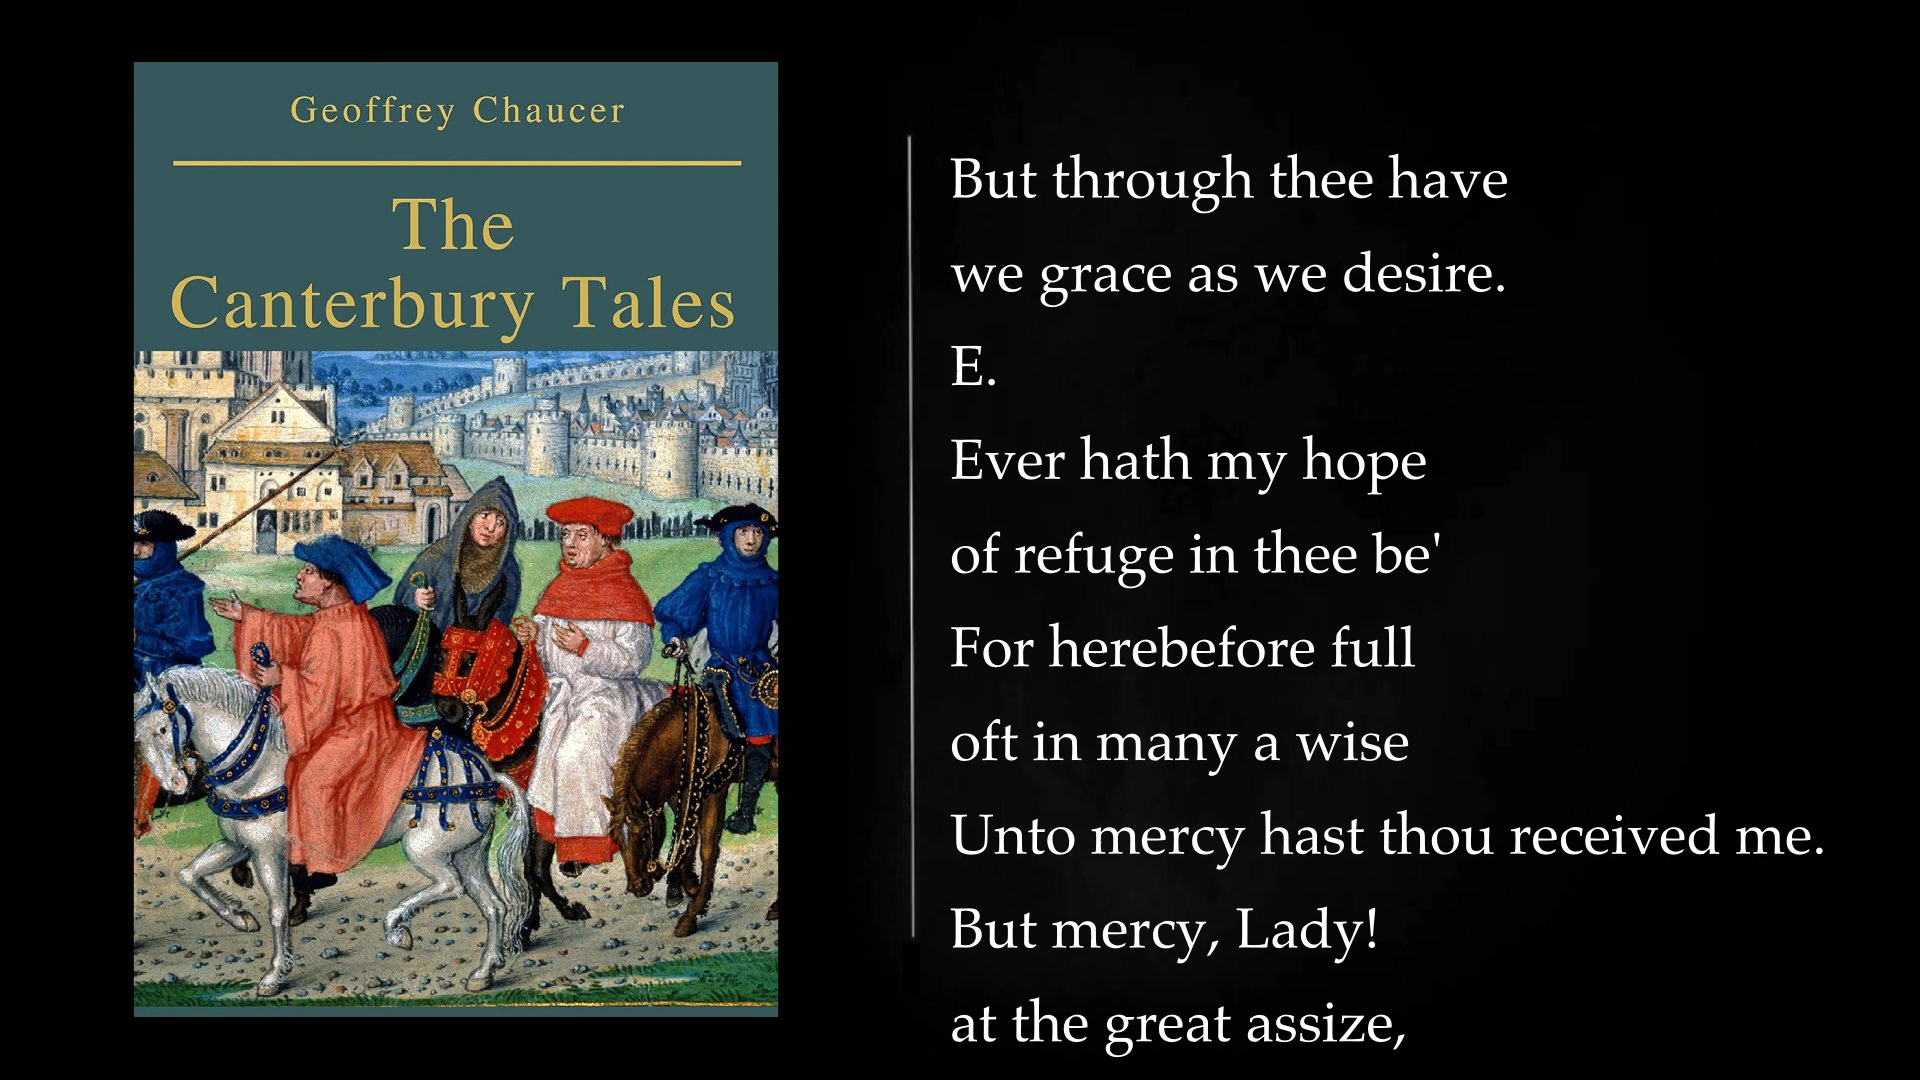 Geoffrey Chaucer
The
Canterbury Tales
But through thee have
we grace as we desire.
E.
Ever hath my hope
of refuge in thee be'
For herebefore full
oft in many a wise
Unto mercy hast thou received me.
But mercy, Lady!
at the great assize,